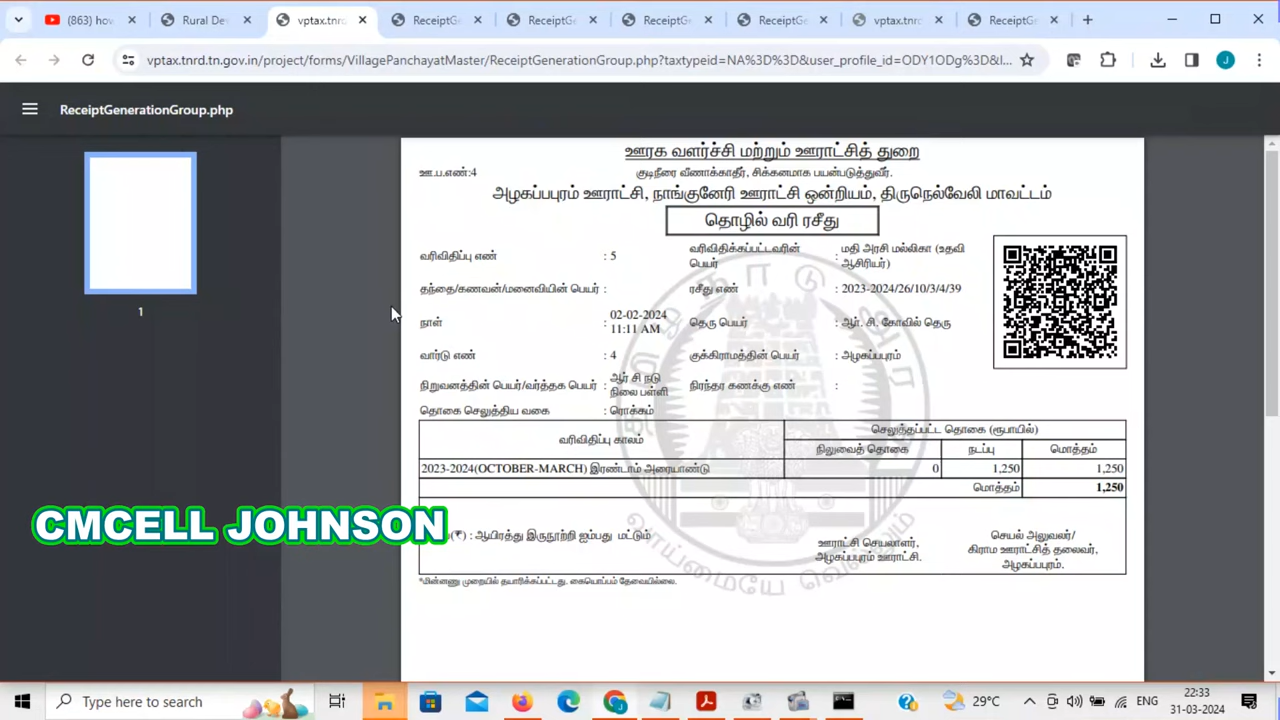 (863) how
Rural De
vptax.tnrd
ReceiptGe
ReceiptGe
ReceiptGe
ReceiptGe
vptax.tnrd
ReceiptGe
vptax.tnrd.tn.gov.in/project/forms/VillagePanchayatMaster/ReceiptGenerationGroup.php?taxtypeid=NA%3D%3D&user_profile_id=ODY1ODg%3D&l...
J
ReceiptGenerationGroup.php
1
ஊரக வளர்ச்சி மற்றும் ஊராட்சித் துறை
ஊ.ப.எண்:4 குடிநீரை வீணாக்காதீர், சிக்கனமாக பயன்படுத்துவீர்.
அழகப்பபுரம் ஊராட்சி, நாங்குனேரி ஊராட்சி ஒன்றியம், திருநெல்வேலி மாவட்டம்
தொழில் வரி ரசீது
வரிவிதிப்பு எண் : 5 வரிவிதிக்கப்பட்டவரின் பெயர் : மதி அரசி மல்லிகா (உதவி ஆசிரியர்)
தந்தை/கணவன்/மனைவியின் பெயர் : ரசீது எண் : 2023-2024/26/10/3/4/39
நாள் : 02-02-2024 11:11 AM தெரு பெயர் : ஆர். சி. கோவில் தெரு
வார்டு எண் : 4 குக்கிராமத்தின் பெயர் : அழகப்பபுரம்
நிறுவனத்தின் பெயர்/வர்த்தக பெயர் : ஆர் சி நடு நிலை பள்ளி நிரந்தர கணக்கு எண் :
தொகை செலுத்திய வகை : ரொக்கம்
வரிவிதிப்பு காலம் செலுத்தப்பட்ட தொகை (ரூபாயில்)
நிலுவைத் தொகை நடப்பு மொத்தம்
2023-2024(OCTOBER-MARCH) இரண்டாம் அரையாண்டு 0 1,250 1,250
மொத்தம் 1,250
(₹) : ஆயிரத்து இருநூற்றி ஐம்பது மட்டும்
ஊராட்சி செயலாளர்,
அழகப்பபுரம் ஊராட்சி.
செயல் அலுவலர்/
கிராம ஊராட்சித் தலைவர்,
அழகப்பபுரம்.
*மின்னணு முறையில் தயாரிக்கப்பட்டது. கையொப்பம் தேவையில்லை.
CMCELL JOHNSON
Type here to search
29°C
ENG
22:33
31-03-2024